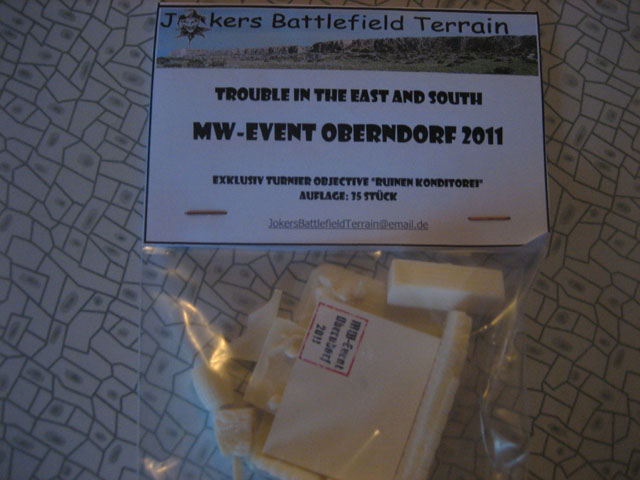 Jokers Battlefield Terrain
TROUBLE IN THE EAST AND SOUTH
MW-EVENT OBERNDORF 2011
EXKLUSIV TURNIER OBJECTIVE "RUINEN KONDITOREI"
AUFLAGE: 35 STÜCK
JokersBattlefieldTerrain@email.de
MW-Event
Oberndorf
2011